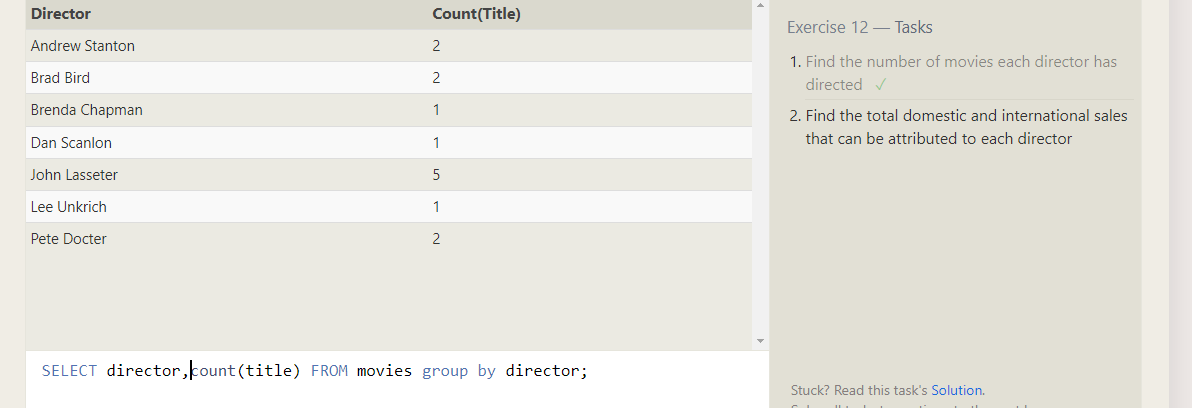 Director Count(Title)
Andrew Stanton 2
Brad Bird 2
Brenda Chapman 1
Dan Scanlon 1
John Lasseter 5
Lee Unkrich 1
Pete Docter 2
SELECT director,count(title) FROM movies group by director;
Exercise 12 — Tasks
1. Find the number of movies each director has
directed ✓
2. Find the total domestic and international sales
that can be attributed to each director
Stuck? Read this task's Solution.